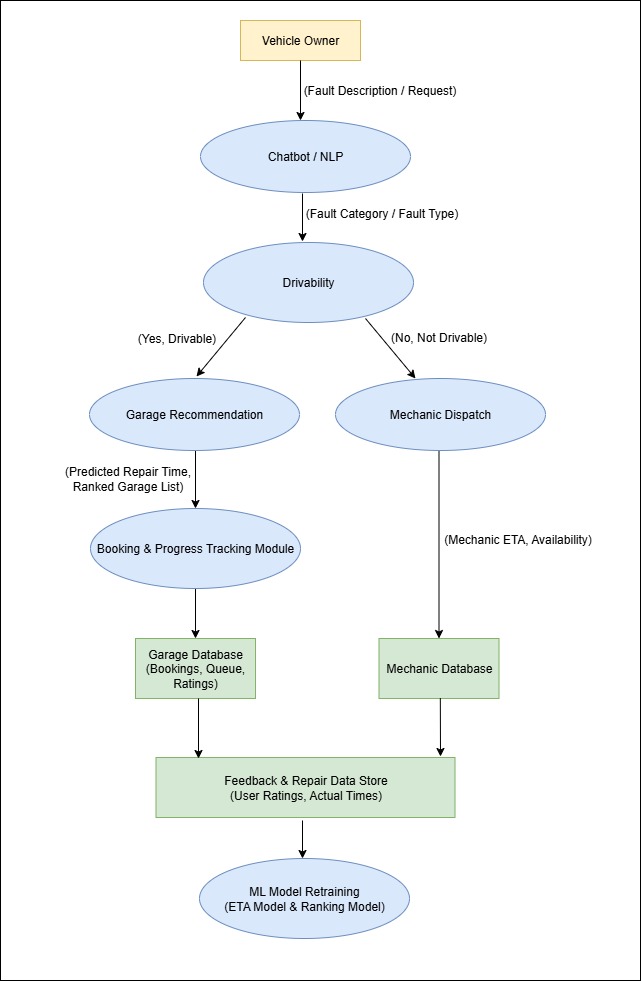 Vehicle Owner
(Fault Description / Request)
Chatbot / NLP
(Fault Category / Fault Type)
Drivability
(Yes, Drivable)
(No, Not Drivable)
Garage Recommendation
Mechanic Dispatch
(Predicted Repair Time,
Ranked Garage List)
Booking & Progress Tracking Module
(Mechanic ETA, Availability)
Garage Database
(Bookings, Queue,
Ratings)
Mechanic Database
Feedback & Repair Data Store
(User Ratings, Actual Times)
ML Model Retraining
(ETA Model & Ranking Model)